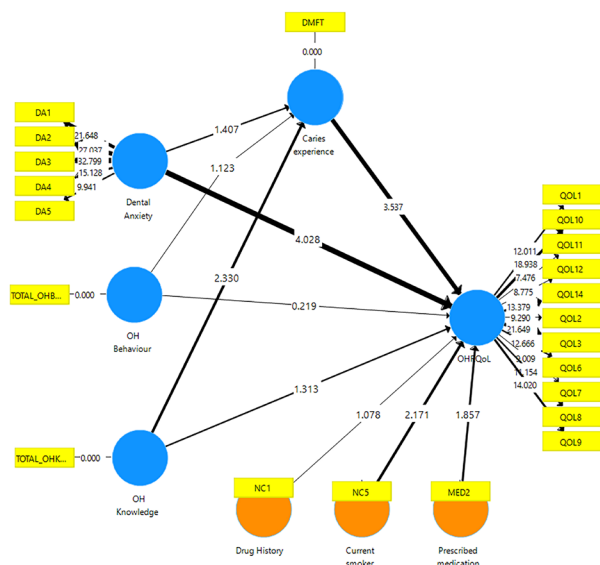 DMFT
0.000
Caries
experience
DA1
DA2
DA3
DA4
DA5
21.648
27.037
32.799
15.128
9.941
Dental
Anxiety
1.407
1.123
3.537
4.028
2.330
TOTAL_OHB...
0.000
OH
Behaviour
0.219
1.313
TOTAL_OHK...
0.000
OH
Knowledge
1.078
2.171
1.857
OHRQoL
12.011
18.938
7.476
8.775
13.379
9.290
21.649
12.666
11.154
14.020
QOL1
QOL10
QOL11
QOL12
QOL14
QOL2
QOL3
QOL6
QOL7
QOL8
QOL9
NC1
NC5
MED2
Drug History
Current
smoker
Prescribed
medication